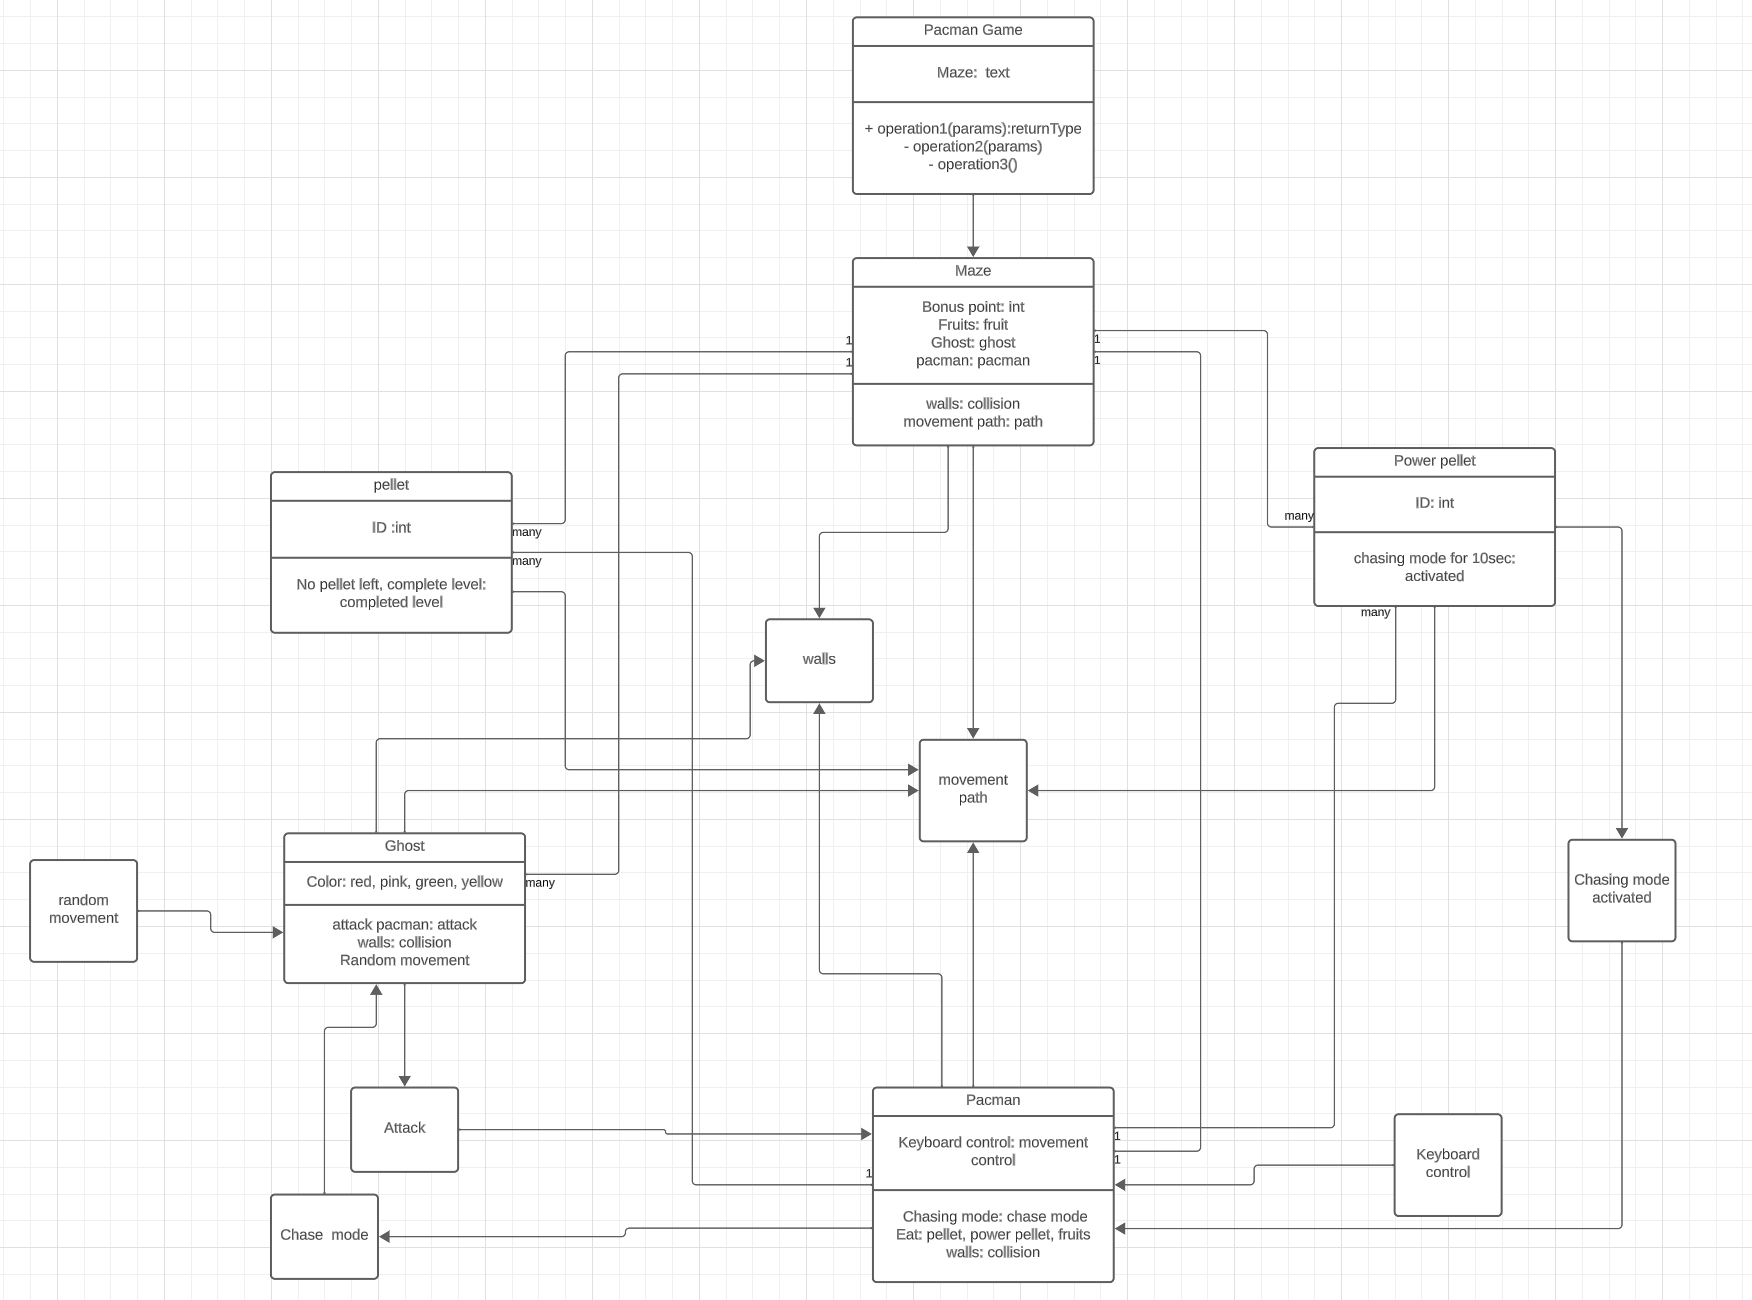 Pacman Game
Maze:  text
+ operation1(params):returnType
- operation2(params)
- operation3()
Maze
Bonus point: int
Fruits: fruit
Ghost: ghost
pacman: pacman
walls: collision
movement path: path
1
1
1
1
pellet
ID :int
No pellet left, complete level:
completed level
many
many
Power pellet
ID: int
chasing mode for 10sec:
activated
many
many
walls
movement
path
random
movement
Ghost
Color: red, pink, green, yellow
attack pacman: attack
walls: collision
Random movement
many
Chasing mode
activated
Attack
Chase  mode
Pacman
Keyboard control: movement
control
Chasing mode: chase mode
Eat: pellet, power pellet, fruits
walls: collision
1
1
1
Keyboard
control